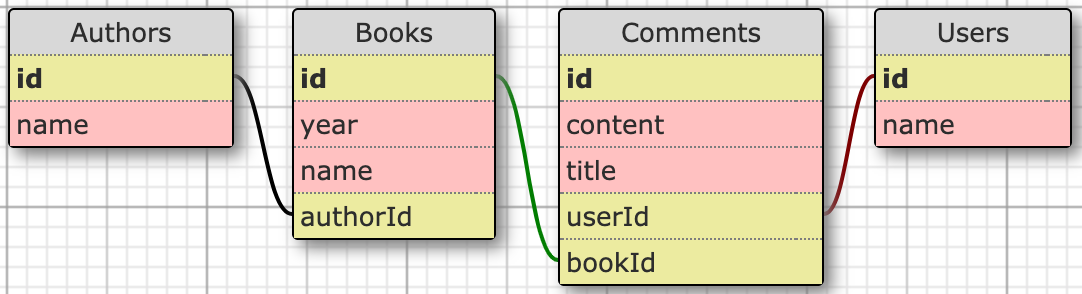 Authors
id
name
Books
id
year
name
authorId
Comments
id
content
title
userId
bookId
Users
id
name